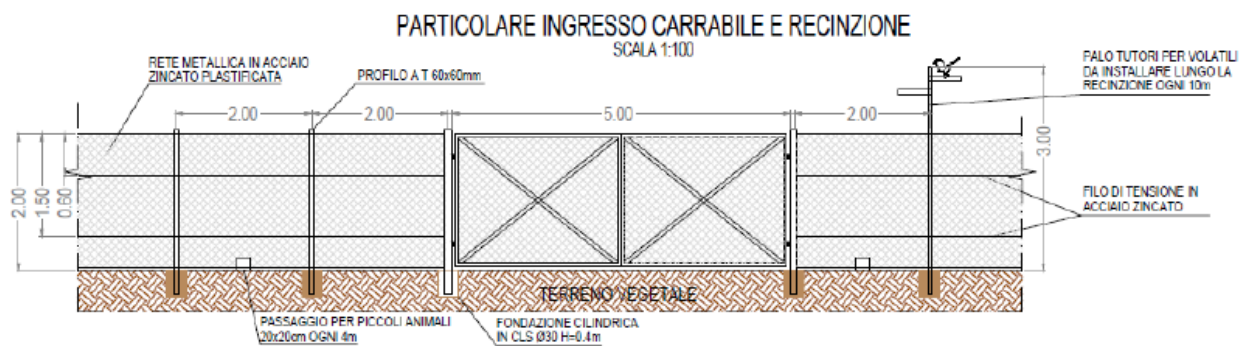 PARTICOLARE INGRESSO CARRABILE E RECINZIONE
SCALA 1:100
RETE METALLICA IN ACCIAIO
ZINCATO PLASTIFICATA
PROFILO A T 60x60mm
PALO TUTORI PER VOLATILI
DA INSTALLARE LUNGO LA
RECINZIONE OGNI 10m
2.00
2.00
5.00
2.00
3.00
2.00
1.50
0.60
FILO DI TENSIONE IN
ACCIAIO ZINCATO
TERRENO VEGETALE
PASSAGGIO PER PICCOLI ANIMALI
20x20cm OGNI 4m
FONDAZIONE CILINDRICA
IN CLS Ø30 H=0.4m